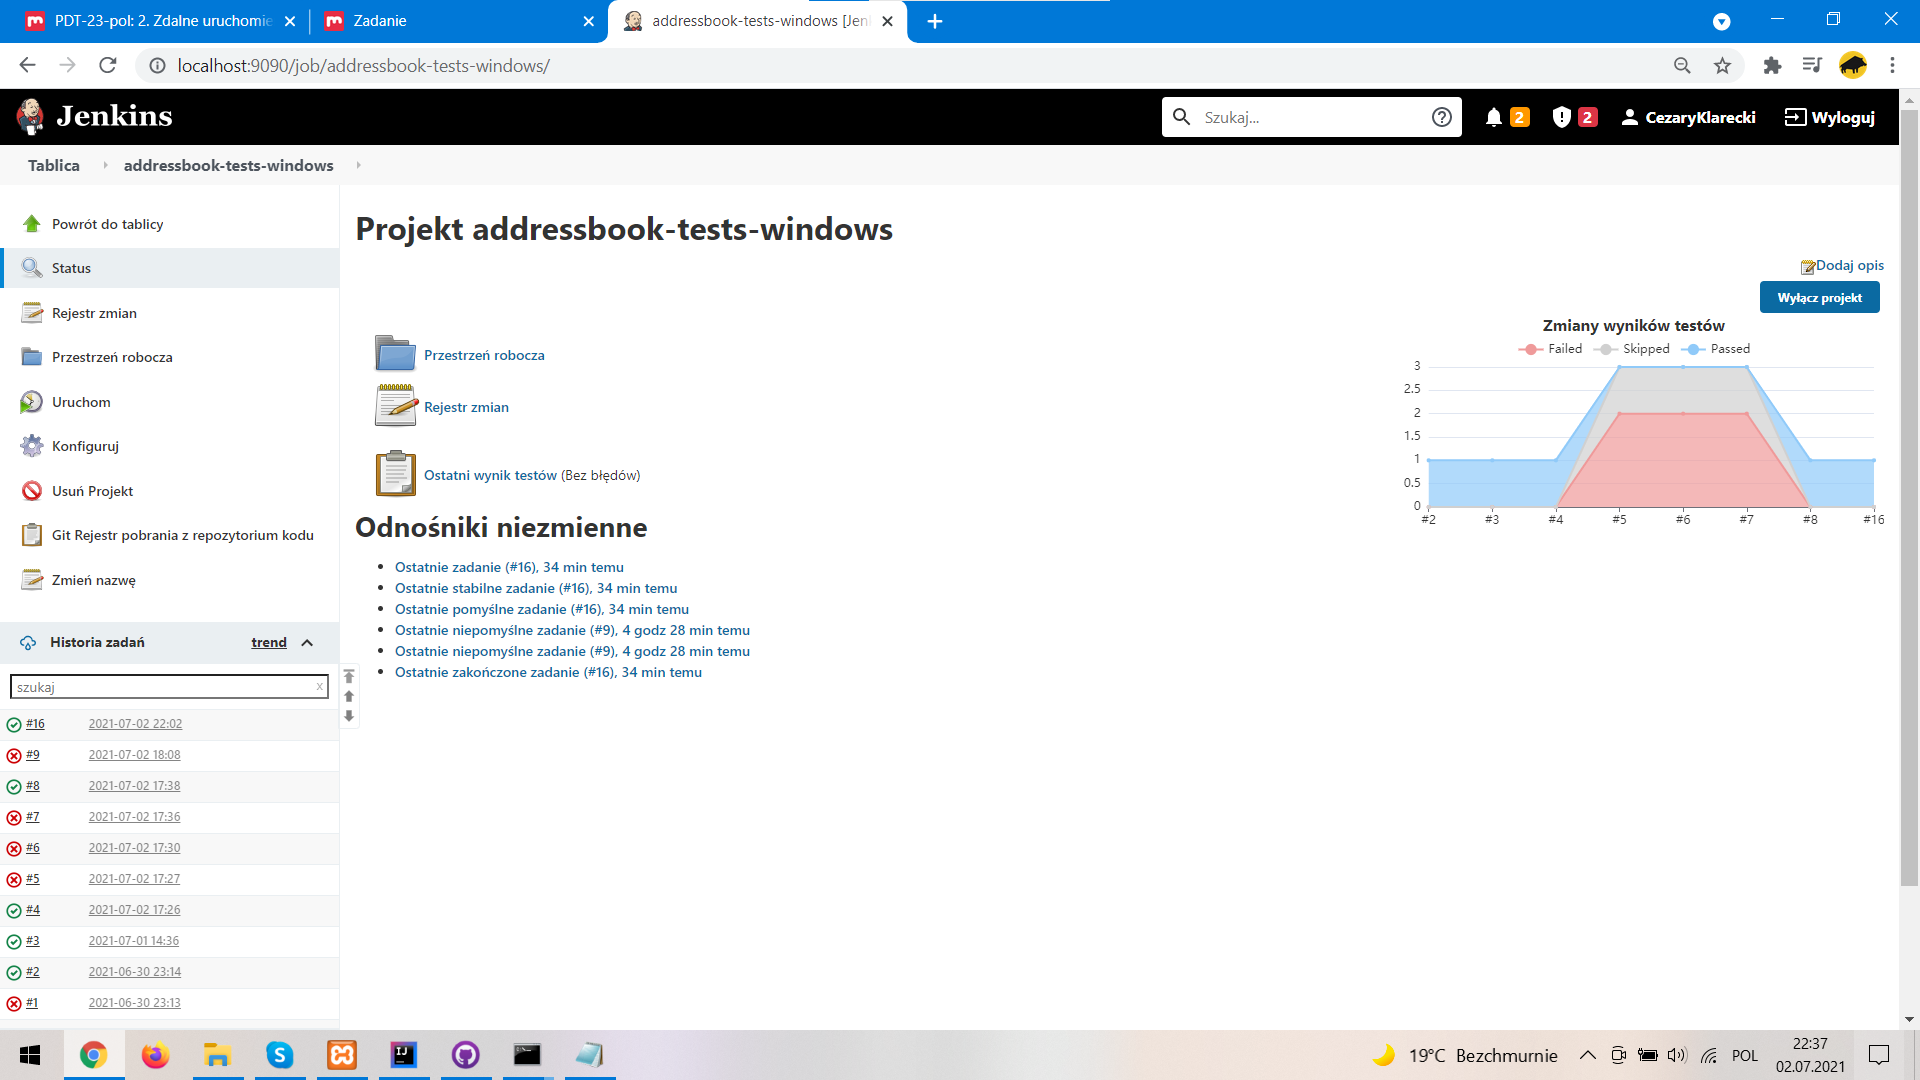 PDT-23-pol: 2. Zdalne uruchomie
Zadanie
addressbook-tests-windows [Jen
localhost:9090/job/addressbook-tests-windows/
Jenkins
Szukaj...
2
2
CezaryKlarecki
Wyloguj
Tablica
addressbook-tests-windows
Powrót do tablicy
Status
Rejestr zmian
Przestrzeń robocza
Uruchom
Konfiguruj
Usuń Projekt
Git Rejestr pobrania z repozytorium kodu
Zmień nazwę
Historia zadań
trend
szukaj
x
#16 2021-07-02 22:02
#9 2021-07-02 18:08
#8 2021-07-02 17:38
#7 2021-07-02 17:36
#6 2021-07-02 17:30
#5 2021-07-02 17:27
#4 2021-07-02 17:26
#3 2021-07-01 14:36
#2 2021-06-30 23:14
#1 2021-06-30 23:13
Projekt addressbook-tests-windows
Dodaj opis
Wyłącz projekt
Przestrzeń robocza
Rejestr zmian
Ostatni wynik testów (Bez błędów)
Zmiany wyników testów
Failed Skipped Passed
3
2.5
2
1.5
1
0.5
0
#2 #3 #4 #5 #6 #7 #8 #16
Odnośniki niezmienne
Ostatnie zadanie (#16), 34 min temu
Ostatnie stabilne zadanie (#16), 34 min temu
Ostatnie pomyślne zadanie (#16), 34 min temu
Ostatnie niepomyślne zadanie (#9), 4 godz 28 min temu
Ostatnie niepomyślne zadanie (#9), 4 godz 28 min temu
Ostatnie zakończone zadanie (#16), 34 min temu
19°C Bezchmurnie
POL
22:37
02.07.2021